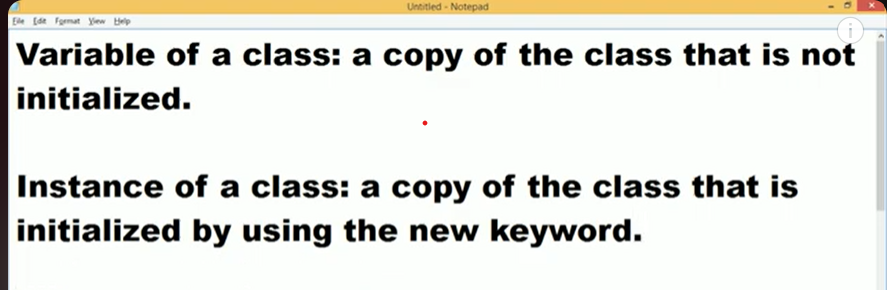 Untitled - Notepad
File Edit Format View Help
Variable of a class: a copy of the class that is not
initialized.
Instance of a class: a copy of the class that is
initialized by using the new keyword.